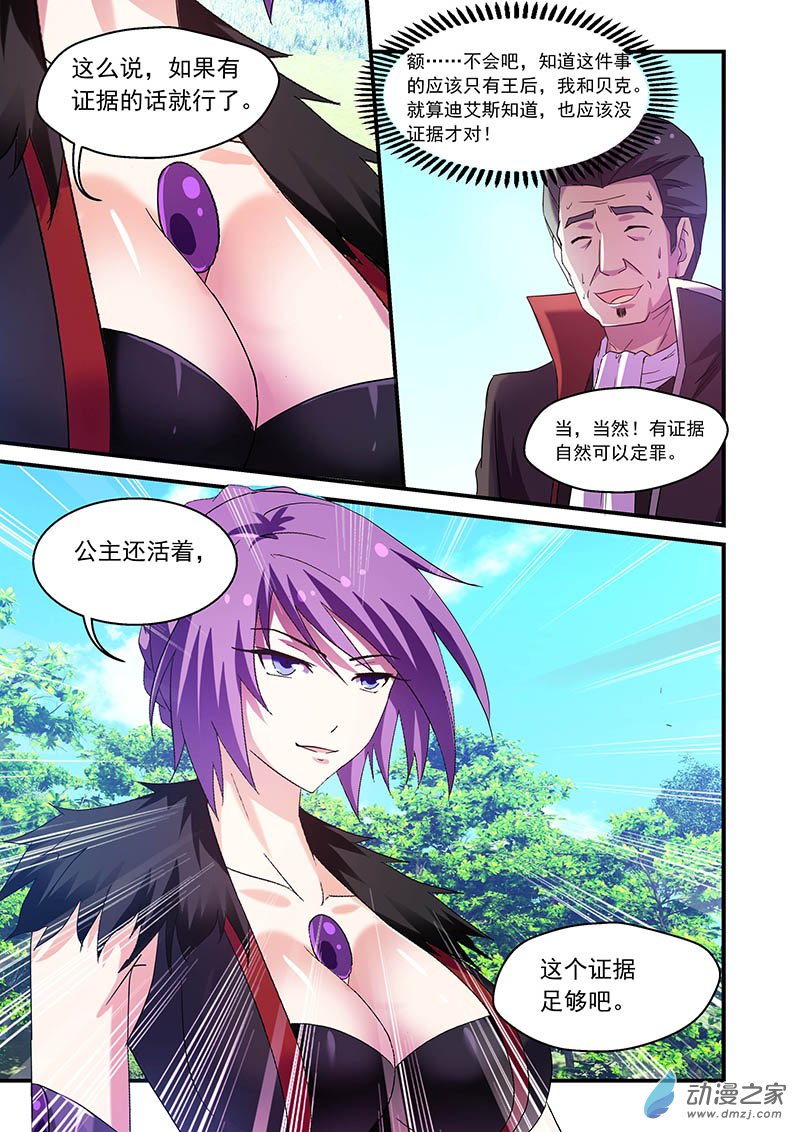 这么说，如果有
证据的话就行了。
额……不会吧，知道这件事
的应该只有王后，我和贝克。
就算迪艾斯知道，也应该没
证据才对！
当，当然！有证据
自然可以定罪。
公主还活着，
这个证据
足够吧。
动漫之家
www.dmzj.com